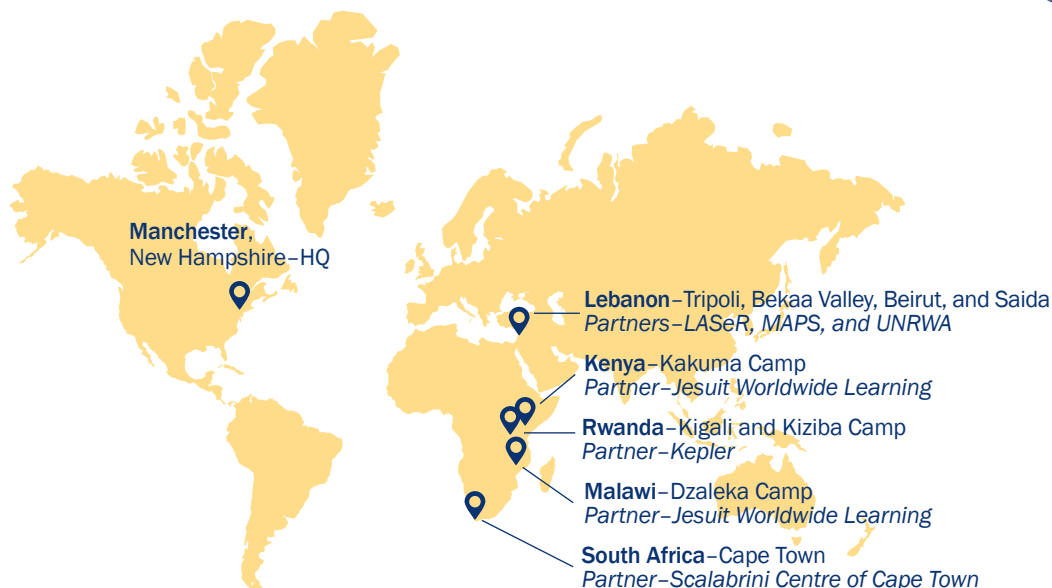 Manchester,
New Hampshire–HQ
Lebanon–Tripoli, Bekaa Valley, Beirut, and Saida
Partners–LASeR, MAPS, and UNRWA
Kenya–Kakuma Camp
Partner–Jesuit Worldwide Learning
Rwanda–Kigali and Kiziba Camp
Partner–Kepler
Malawi–Dzaleka Camp
Partner–Jesuit Worldwide Learning
South Africa–Cape Town
Partner–Scalabrini Centre of Cape Town